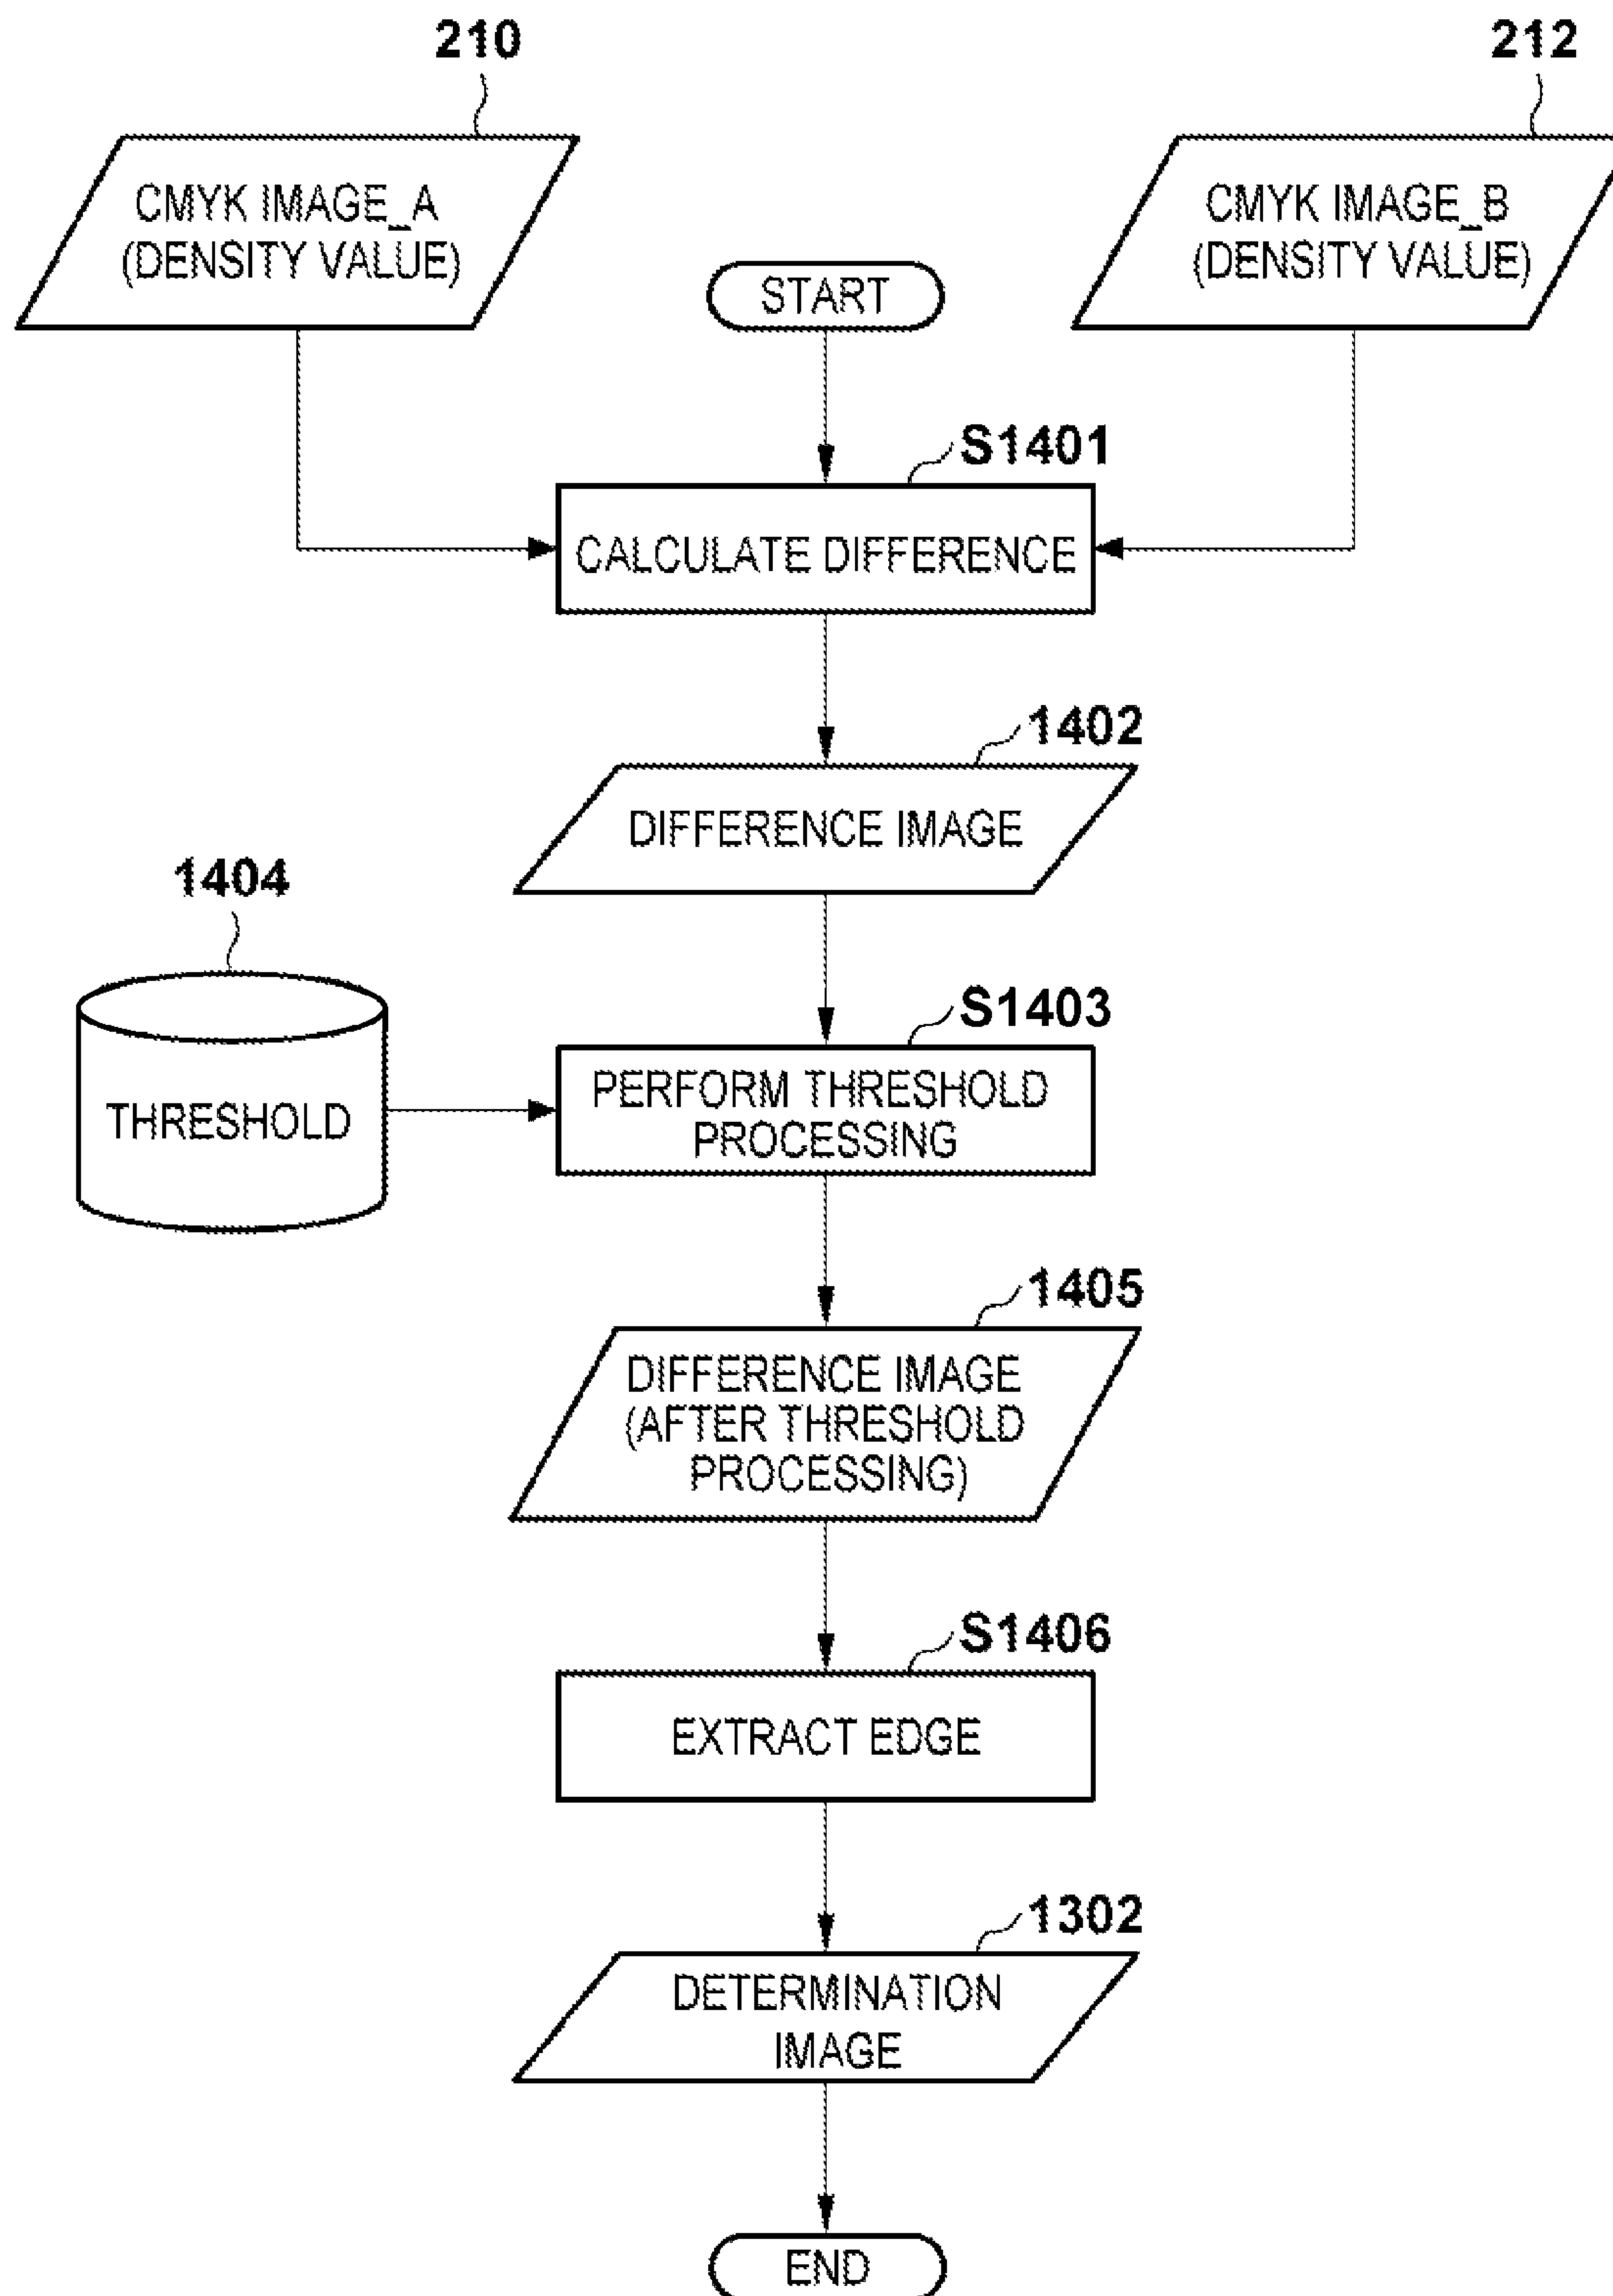 210
212
CMYK IMAGE_A
(DENSITY VALUE)
CMYK IMAGE_B
(DENSITY VALUE)
START
S1401
CALCULATE DIFFERENCE
1402
DIFFERENCE IMAGE
1404
THRESHOLD
S1403
PERFORM THRESHOLD
PROCESSING
1405
DIFFERENCE IMAGE
(AFTER THRESHOLD
PROCESSING)
S1406
EXTRACT EDGE
1302
DETERMINATION
IMAGE
END